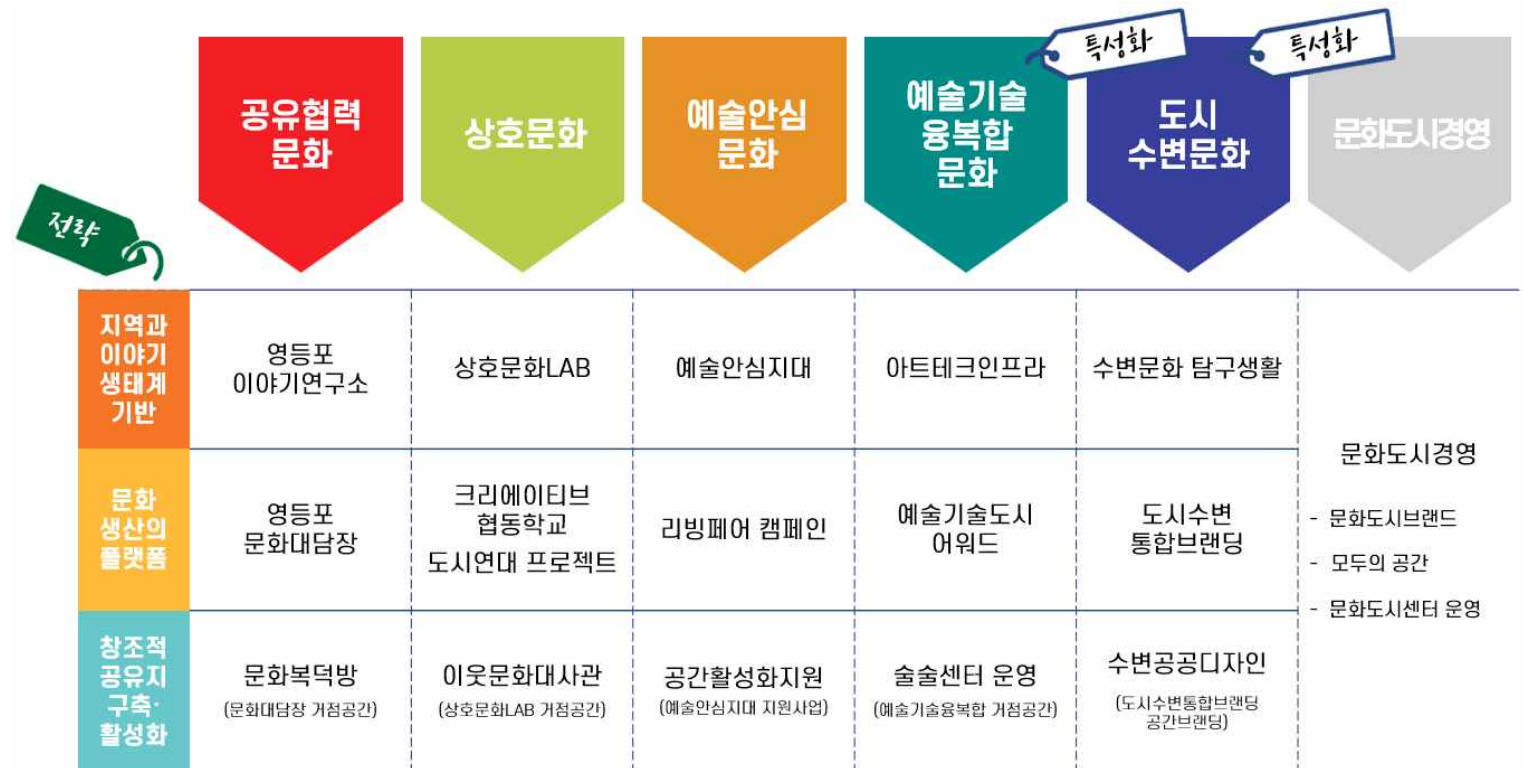 특성화
특성화
공유협력
문화
상호문화
예술안심
문화
예술기술
융복합
문화
도시
수변문화
문화도시경영
전략
지역과
이야기
생태계
기반
영등포
이야기연구소
상호문화LAB
예술안심지대
아트테크인프라
수변문화 탐구생활
문화
생산의
플랫폼
영등포
문화대담장
크리에이티브
협동학교
도시연대 프로젝트
리빙페어 캠페인
예술기술도시
어워드
도시수변
통합브랜딩
창조적
공유지
구축·
활성화
문화복덕방
(문화대담장 거점공간)
이웃문화대사관
(상호문화LAB 거점공간)
공간활성화지원
(예술안심지대 지원사업)
술술센터 운영
(예술기술융복합 거점공간)
수변공공디자인
(도시수변통합브랜딩
공간브랜딩)
문화도시경영
- 문화도시브랜드
- 모두의 공간
- 문화도시센터 운영